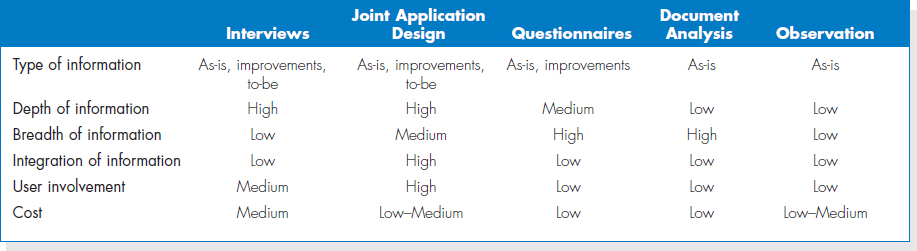 Interviews Joint Application Design Questionnaires Document Analysis Observation
Type of information As-is, improvements, to-be As-is, improvements, to-be As-is, improvements As-is As-is
Depth of information High High Medium Low Low
Breadth of information Low Medium High High Low
Integration of information Low High Low Low Low
User involvement Medium High Low Low Low
Cost Medium Low–Medium Low Low Low–Medium